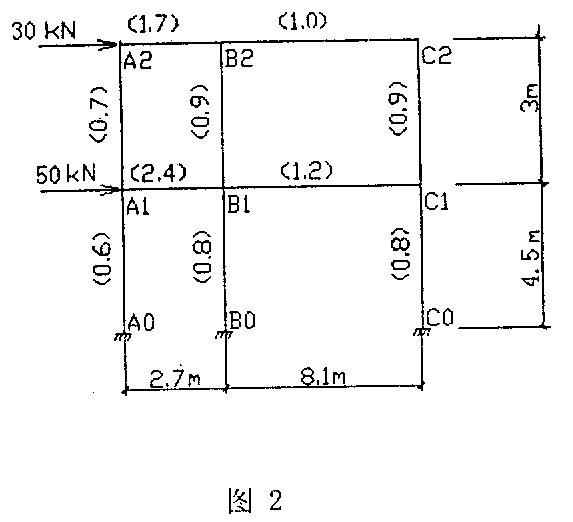 30 kN
(1.7)
(1.0)
A2
B2
C2
(0.7)
(0.9)
(0.9)
3m
50 kN
(2.4)
(1.2)
A1
B1
C1
(0.6)
(0.8)
(0.8)
4.5m
A0
B0
C0
2.7m
8.1m
图 2